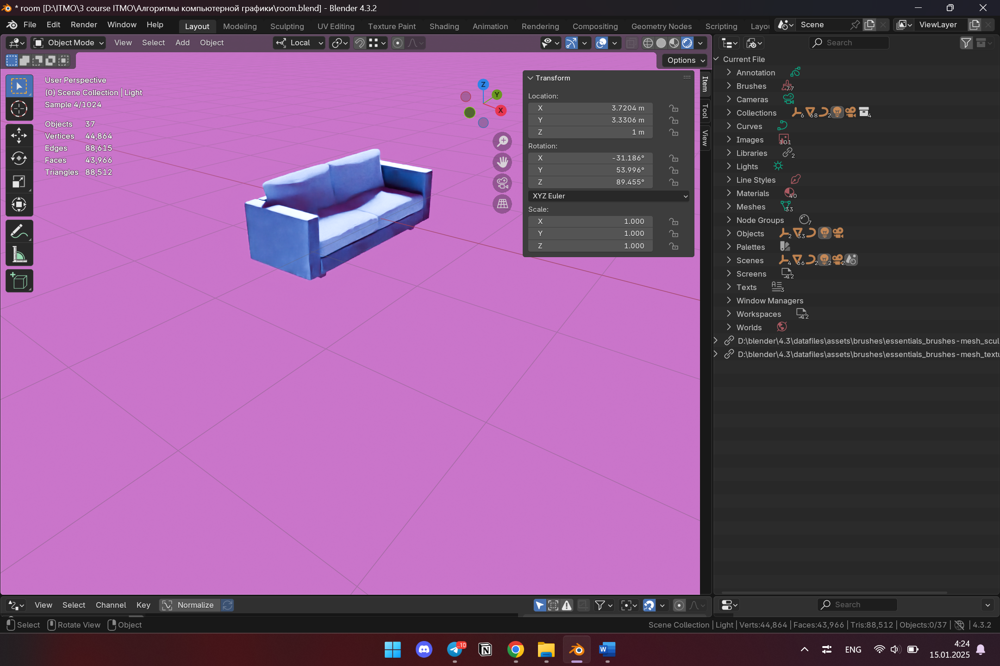 * room [D:\ITMO\3 course ITMO\Алгоритмы компьютерной графики\room.blend] - Blender 4.3.2
File Edit Render Window Help
Layout Modeling Sculpting UV Editing Texture Paint Shading Animation Rendering Compositing Geometry Nodes Scripting Layou
Scene
ViewLayer
Object Mode View Select Add Object
Local
Search
Options
User Perspective
(0) Scene Collection | Light
Sample 4/1024
Objects 37
Vertices 44,864
Edges 88,615
Faces 43,966
Triangles 88,512
Z
Y
X
Transform
Location:
X 3.7204 m
Y 3.3306 m
Z 1 m
Rotation:
X -31.186°
Y 53.996°
Z 89.455°
XYZ Euler
Scale:
X 1.000
Y 1.000
Z 1.000
Item
Tool
View
Current File
Annotation
Brushes 77
Cameras
Collections 6 68 2 4
Curves
Images 101
Libraries 2
Lights
Line Styles
Materials 40
Meshes 33
Node Groups 7
Objects 2 33
Palettes
Scenes 4 66 2 2 2
Screens 12
Texts 3
Window Managers
Workspaces 12
Worlds
D:\blender\4.3\datafiles\assets\brushes\essentials_brushes-mesh_scul
D:\blender\4.3\datafiles\assets\brushes\essentials_brushes-mesh_textu
View Select Channel Key Normalize
Search
Select Rotate View Object
Scene Collection | Light | Verts:44,864 | Faces:43,966 | Tris:88,512 | Objects:0/37 | 4.3.2
10
N
W
ENG
4:24
15.01.2025